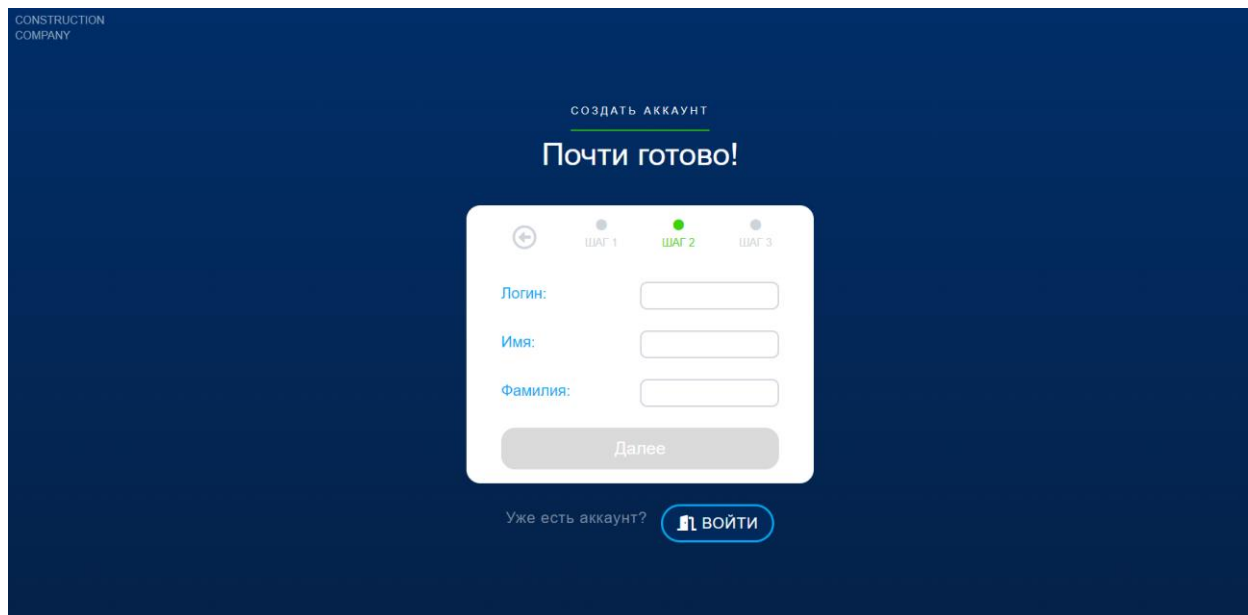 CONSTRUCTION
COMPANY
СОЗДАТЬ АККАУНТ
Почти готово!
ШАГ 1 ШАГ 2 ШАГ 3
Логин:
Имя:
Фамилия:
Далее
Уже есть аккаунт? ВОЙТИ